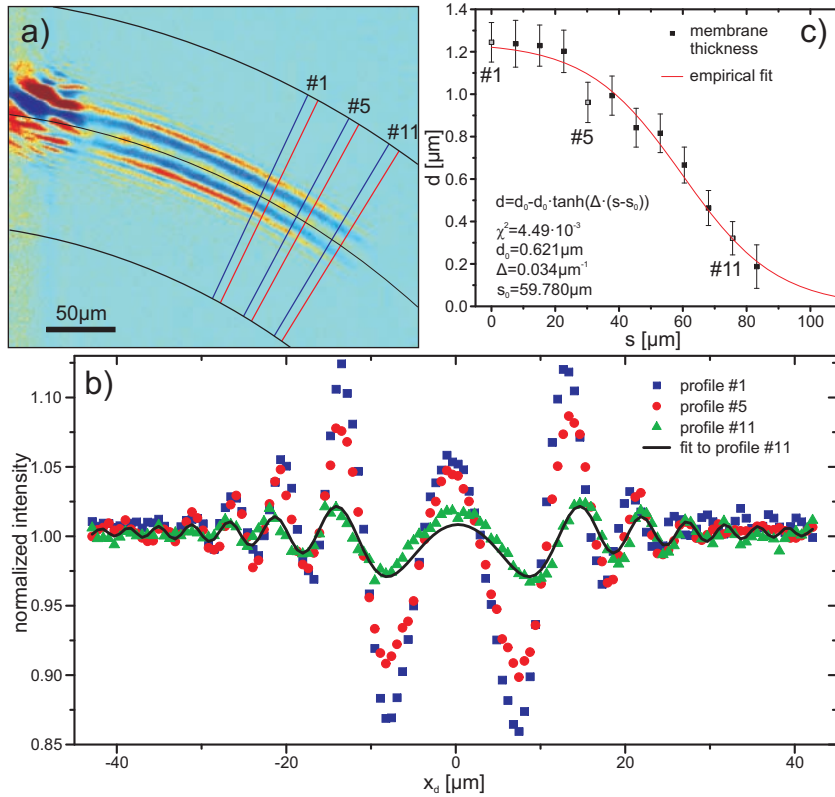 a)
#1
#5
#11
50μm
c)
1.4
1.2
1.0
0.8
0.6
0.4
0.2
0.0
d [μm]
#1
#5
#11
membrane
thickness
empirical fit
d=d₀-d₀·tanh(Δ·(s-s₀))
χ²=4.49·10⁻³
d₀=0.621μm
Δ=0.034μm⁻¹
s₀=59.780μm
0 20 40 60 80 100
s [μm]
b)
1.10
1.05
1.00
0.95
0.90
0.85
normalized intensity
profile #1
profile #5
profile #11
fit to profile #11
-40 -20 0 20 40
x_d [μm]